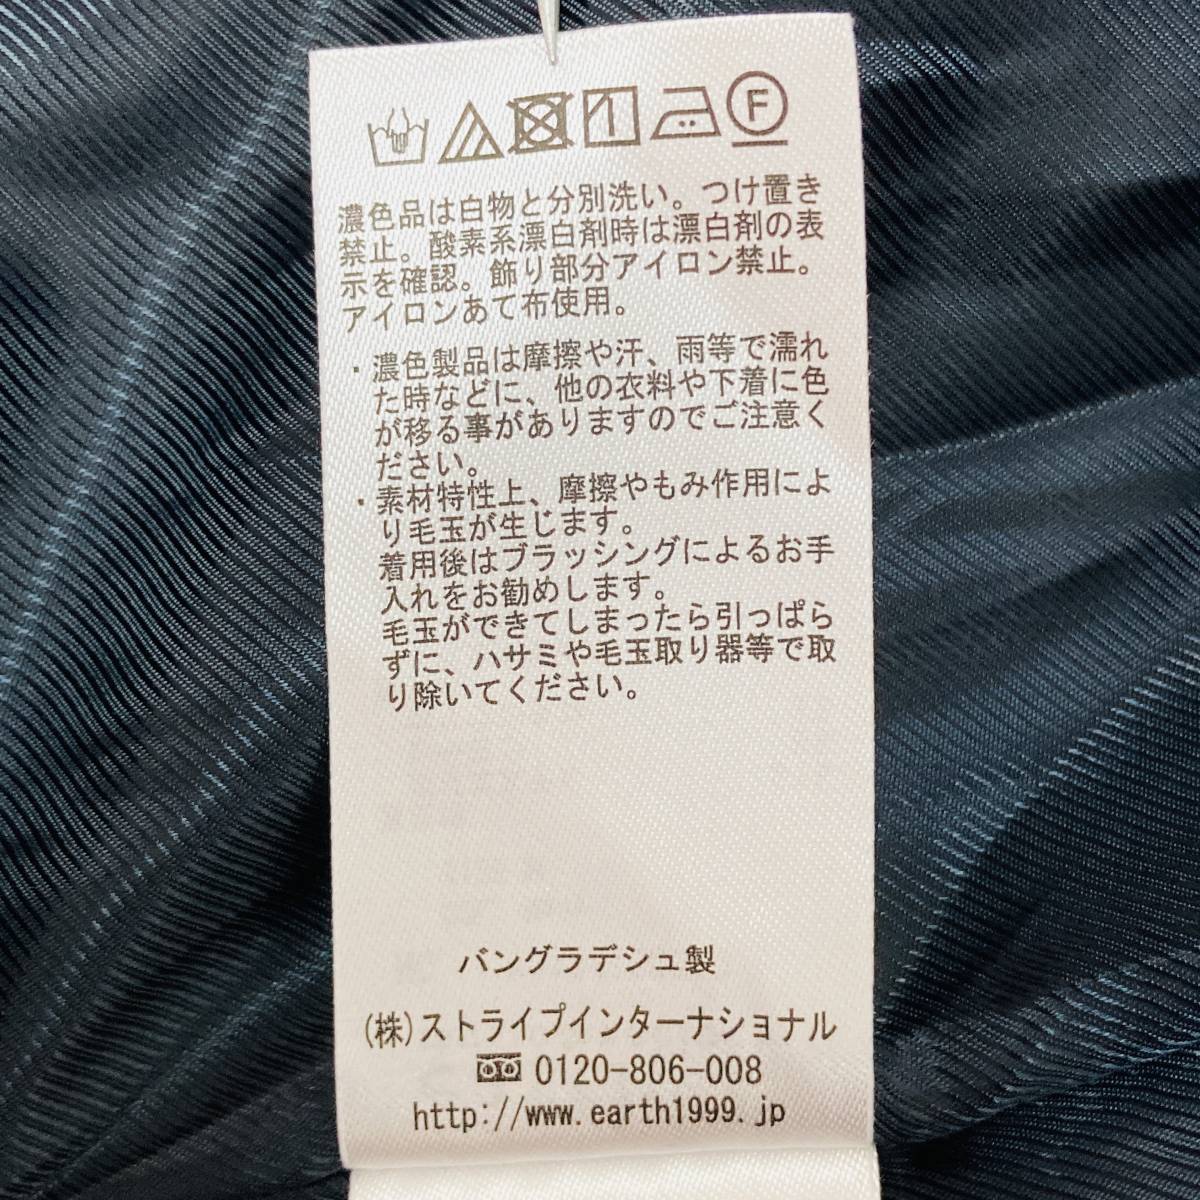 F
濃色品は白物と分別洗い。つけ置き
禁止。酸素系漂白剤時は漂白剤の表
示を確認。飾り部分アイロン禁止。
アイロンあて布使用。
・濃色製品は摩擦や汗、雨等で濡れ
た時などに、他の衣料や下着に色
が移る事がありますのでご注意く
ださい。
・素材特性上、摩擦やもみ作用によ
り毛玉が生じます。
着用後はブラッシングによるお手
入れをお勧めします。
毛玉ができてしまったら引っぱら
ずに、ハサミや毛玉取り器等で取
り除いてください。
バングラデシュ製
(株)ストライプインターナショナル
0120-806-008
http://www.earth1999.jp